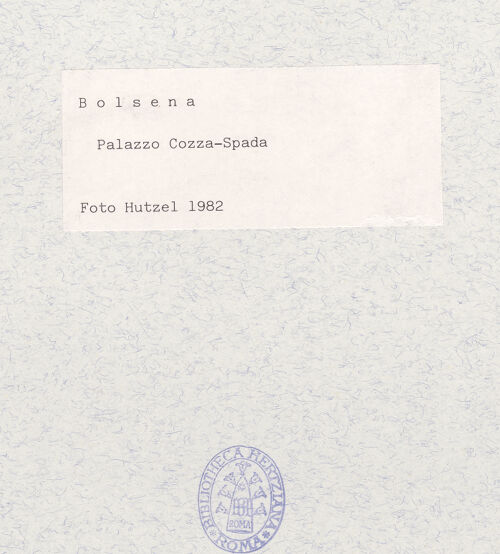 B o l s e n a
Palazzo Cozza-Spada
Foto Hutzel 1982
BIBLIOTHECA HERTZIANA
ROMA
ROMA